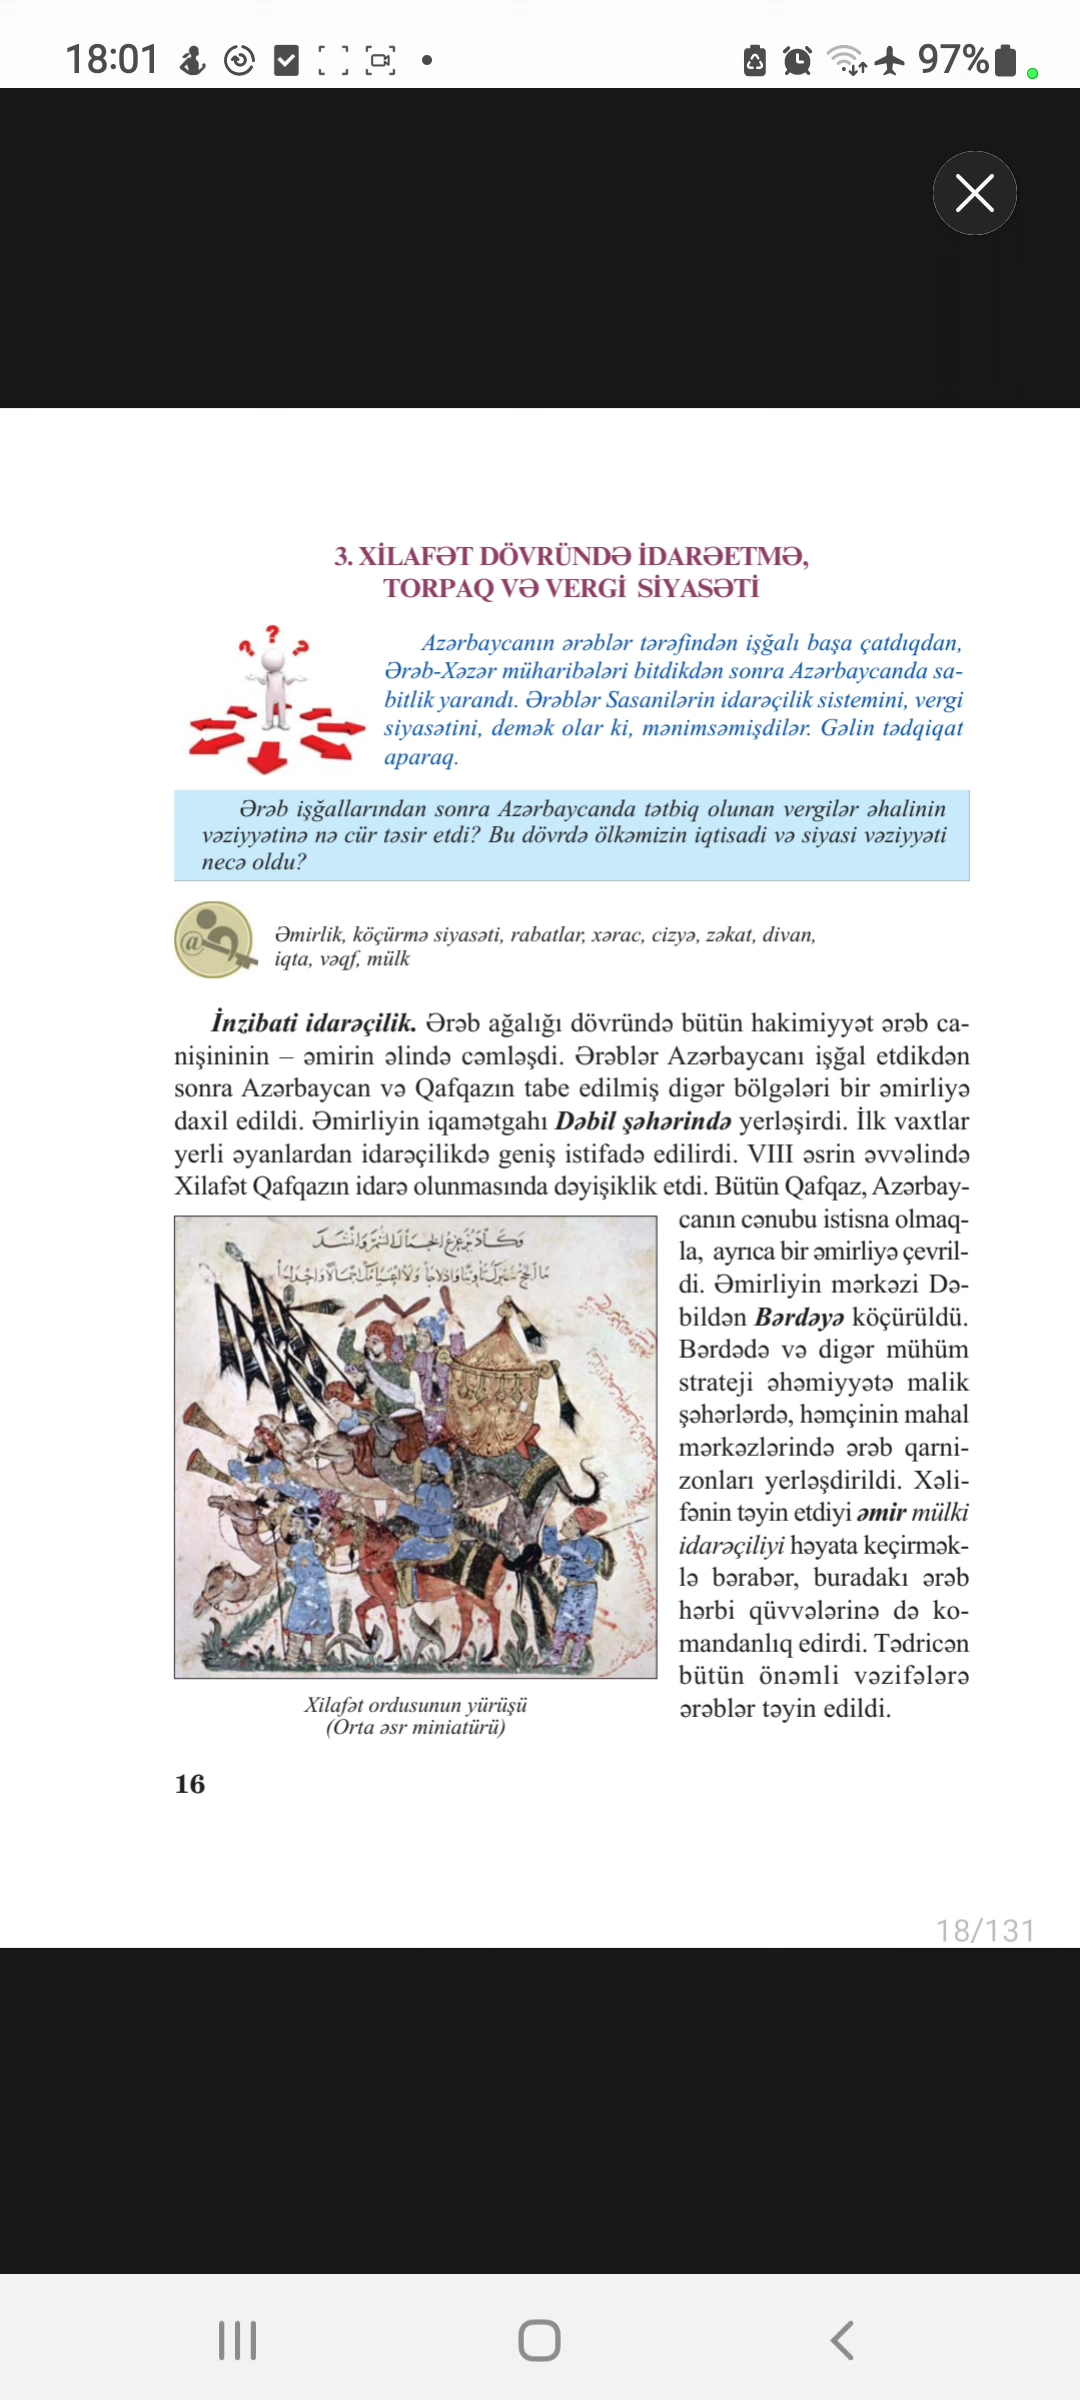 18:01
97%
3. XİLAFƏT DÖVRÜNDƏ İDARƏETMƏ,
TORPAQ VƏ VERGİ SİYASƏTİ
? ? ?
Azərbaycanın ərəblər tərəfindən işğalı başa çatdıqdan,
Ərəb-Xəzər müharibələri bitdikdən sonra Azərbaycanda sa-
bitlik yarandı. Ərəblər Sasanilərin idarəçilik sistemini, vergi
siyasətini, demək olar ki, mənimsəmişdilər. Gəlin tədqiqat
aparaq.
Ərəb işğallarından sonra Azərbaycanda tətbiq olunan vergilər əhalinin
vəziyyətinə nə cür təsir etdi? Bu dövrdə ölkəmizin iqtisadi və siyasi vəziyyəti
necə oldu?
@
Əmirlik, köçürmə siyasəti, rabatlar, xərac, cizyə, zəkat, divan,
iqta, vəqf, mülk
İnzibati idarəçilik. Ərəb ağalığı dövründə bütün hakimiyyət ərəb ca-
nişininin – əmirin əlində cəmləşdi. Ərəblər Azərbaycanı işğal etdikdən
sonra Azərbaycan və Qafqazın tabe edilmiş digər bölgələri bir əmirliyə
daxil edildi. Əmirliyin iqamətgahı Dəbil şəhərində yerləşirdi. İlk vaxtlar
yerli əyanlardan idarəçilikdə geniş istifadə edilirdi. VIII əsrin əvvəlində
Xilafət Qafqazın idarə olunmasında dəyişiklik etdi. Bütün Qafqaz, Azərbay-
canın cənubu istisna olmaq-
la, ayrıca bir əmirliyə çevril-
di. Əmirliyin mərkəzi Də-
bildən Bərdəyə köçürüldü.
Bərdədə və digər mühüm
strateji əhəmiyyətə malik
şəhərlərdə, həmçinin mahal
mərkəzlərində ərəb qarni-
zonları yerləşdirildi. Xəli-
fənin təyin etdiyi əmir mülki
idarəçiliyi həyata keçirmək-
lə bərabər, buradakı ərəb
hərbi qüvvələrinə də ko-
mandanlıq edirdi. Tədricən
bütün önəmli vəzifələrə
ərəblər təyin edildi.
Xilafət ordusunun yürüşü
(Orta əsr miniatürü)
16
18/131